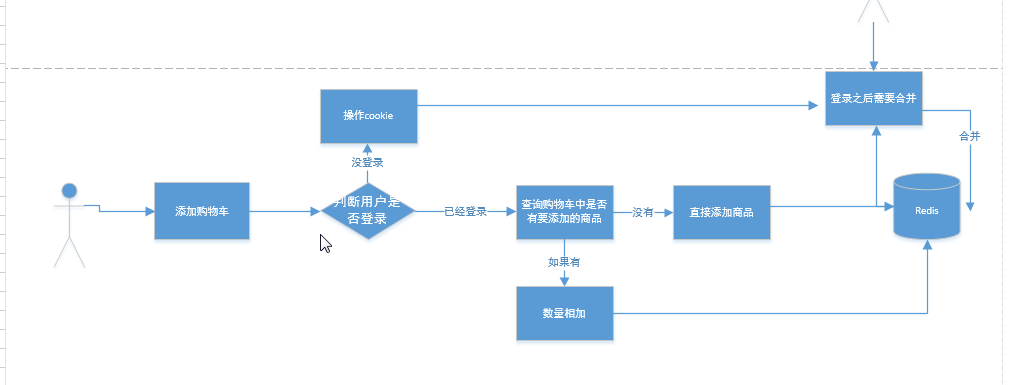 登录之后需要合并
操作cookie
合并
没登录
添加购物车
判断用户是
否登录
已经登录
查询购物车中是否
有要添加的商品
没有
直接添加商品
Redis
如果有
数量相加